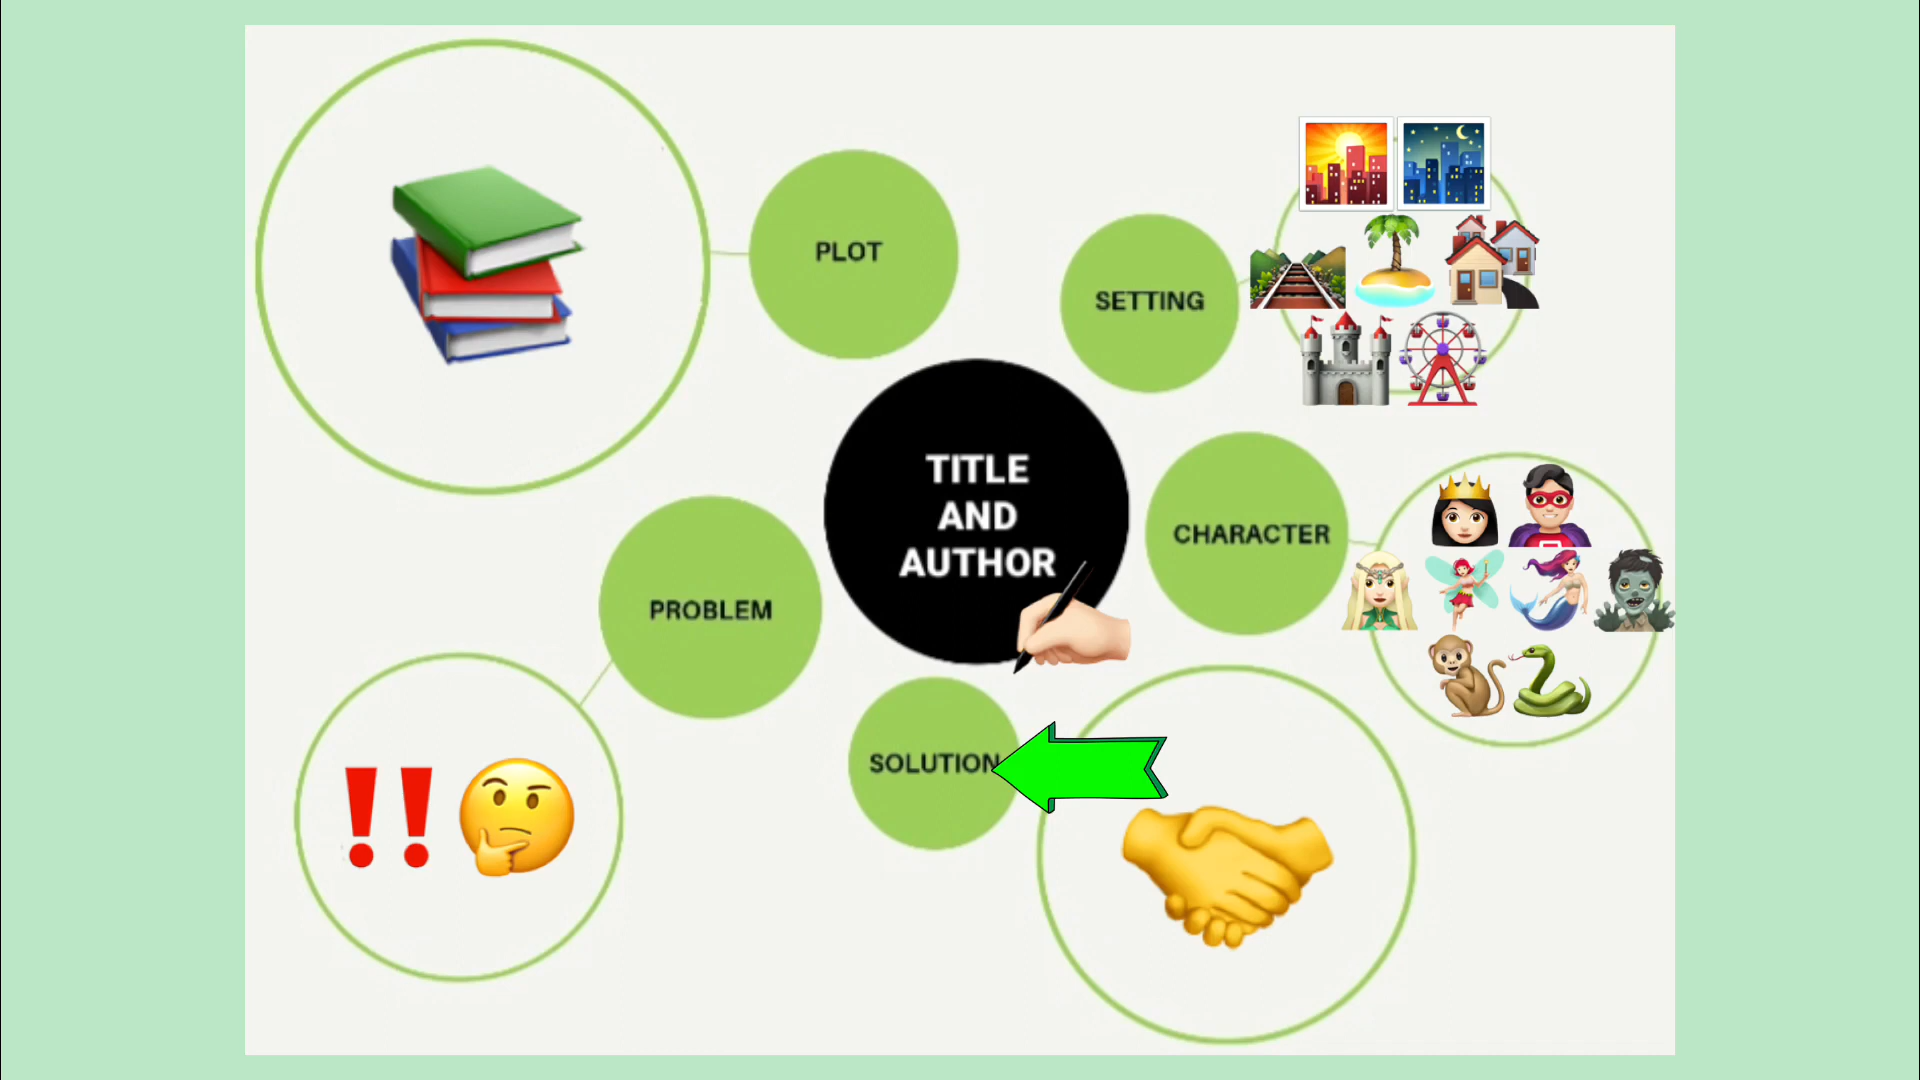 PLOT
SETTING
TITLE
AND
AUTHOR
CHARACTER
PROBLEM
SOLUTION